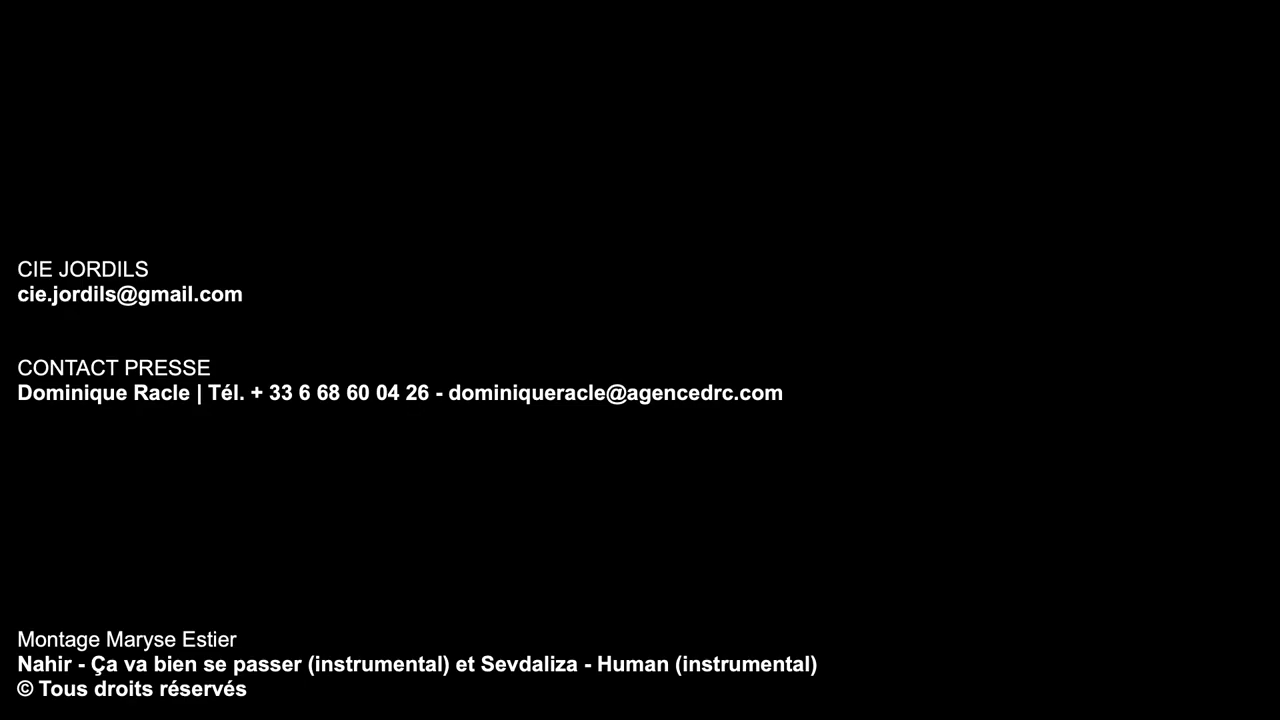 CIE JORDILS
cie.jordils@gmail.com
CONTACT PRESSE
Dominique Racle | Tél. + 33 6 68 60 04 26 - dominiqueracle@agencedrc.com
Montage Maryse Estier
Nahir - Ça va bien se passer (instrumental) et Sevdaliza - Human (instrumental)
© Tous droits réservés